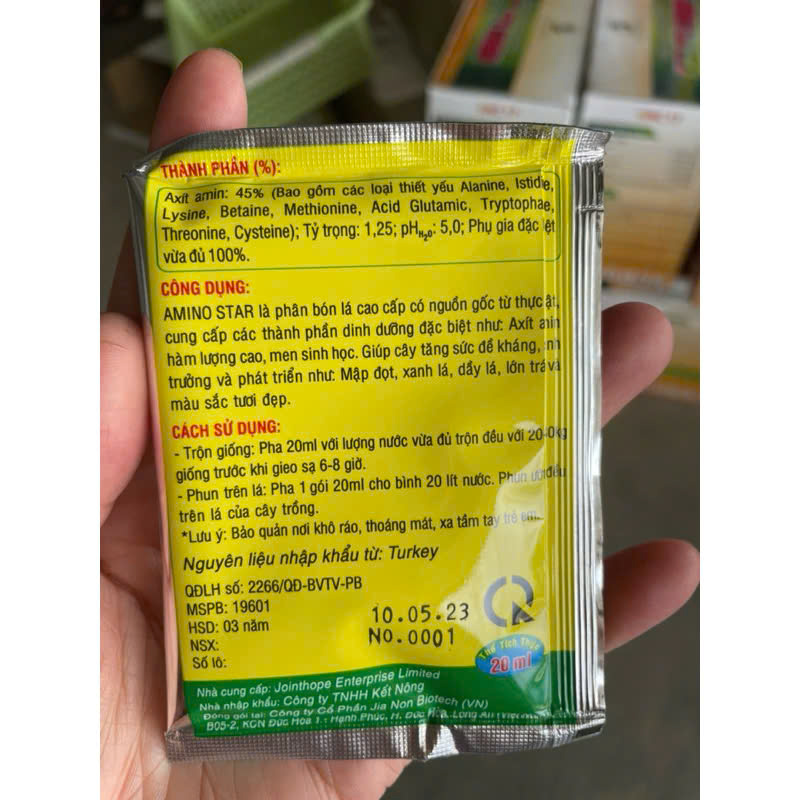 THÀNH PHẦN (%):
Axít amin: 45% (Bao gồm các loại thiết yếu Alanine, Istidie,
Lysine, Betaine, Methionine, Acid Glutamic, Tryptophae,
Threonine, Cysteine); Tỷ trọng: 1,25; pHH₂O: 5,0; Phụ gia đặc ệt
vừa đủ 100%.
CÔNG DỤNG:
AMINO STAR là phân bón lá cao cấp có nguồn gốc từ thực ật,
cung cấp các thành phần dinh dưỡng đặc biệt như: Axít
hàm lượng cao, men sinh học. Giúp cây tăng sức đề kháng,
trưởng và phát triển như: Mập đọt, xanh lá, dầy lá, lớn
màu sắc tươi đẹp.
CÁCH SỬ DỤNG:
- Trộn giống: Pha 20ml với lượng nước vừa đủ trộn đều với
giống trước khi gieo sạ 6-8 giờ.
- Phun trên lá: Pha 1 gói 20ml cho bình 20 lít nước. Phun
trên lá của cây trồng.
*Lưu ý: Bảo quản nơi khô ráo, thoáng mát, xa tầm tay trẻ em.
Nguyên liệu nhập khẩu từ: Turkey
QĐLH số: 2266/QĐ-BVTV-PB
MSPB: 19601
HSD: 03 năm
NSX: 10.05.23
Số lô: No.0001
Thể Tích Thực
20 ml
Nhà cung cấp: Jointhope Enterprise Limited
Nhà nhập khẩu: Công ty TNHH Kết Nông
Đóng gói tại: Công ty Cổ Phần Jia Non Biotech (VN)
B05-2, KCN Đức Hòa 1 - Hạnh Phúc, H. Đức Hòa, Long An